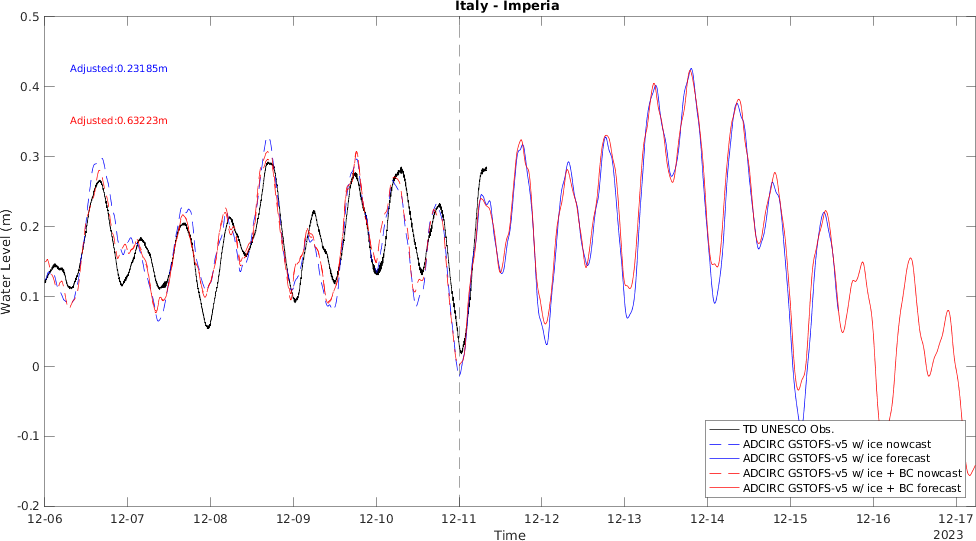 Italy - Imperia
0.5
0.4
0.3
0.2
0.1
0
-0.1
-0.2
Water Level (m)
Adjusted:0.23185m
Adjusted:0.63223m
TD UNESCO Obs.
ADCIRC GSTOFS-v5 w/ ice nowcast
ADCIRC GSTOFS-v5 w/ ice forecast
ADCIRC GSTOFS-v5 w/ ice + BC nowcast
ADCIRC GSTOFS-v5 w/ ice + BC forecast
12-06 12-07 12-08 12-09 12-10 12-11 12-12 12-13 12-14 12-15 12-16 12-17
Time
2023